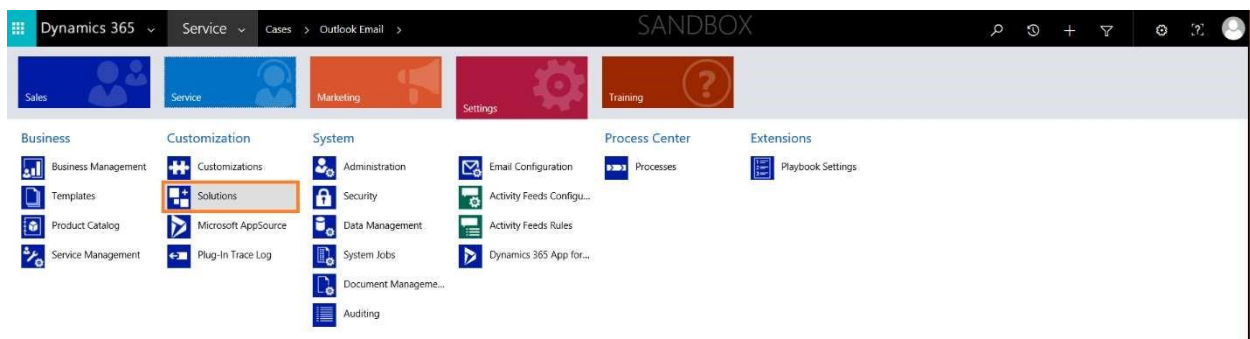 Dynamics 365 Service Cases > Outlook Email > SANDBOX
Sales Service Marketing Settings Training
Business Customization System Process Center Extensions
Business Management Customizations Administration Email Configuration Processes Playbook Settings
Templates Solutions Security Activity Feeds Configu...
Product Catalog Microsoft AppSource Data Management Activity Feeds Rules
Service Management Plug-In Trace Log System Jobs Dynamics 365 App for...
Document Manageme...
Auditing